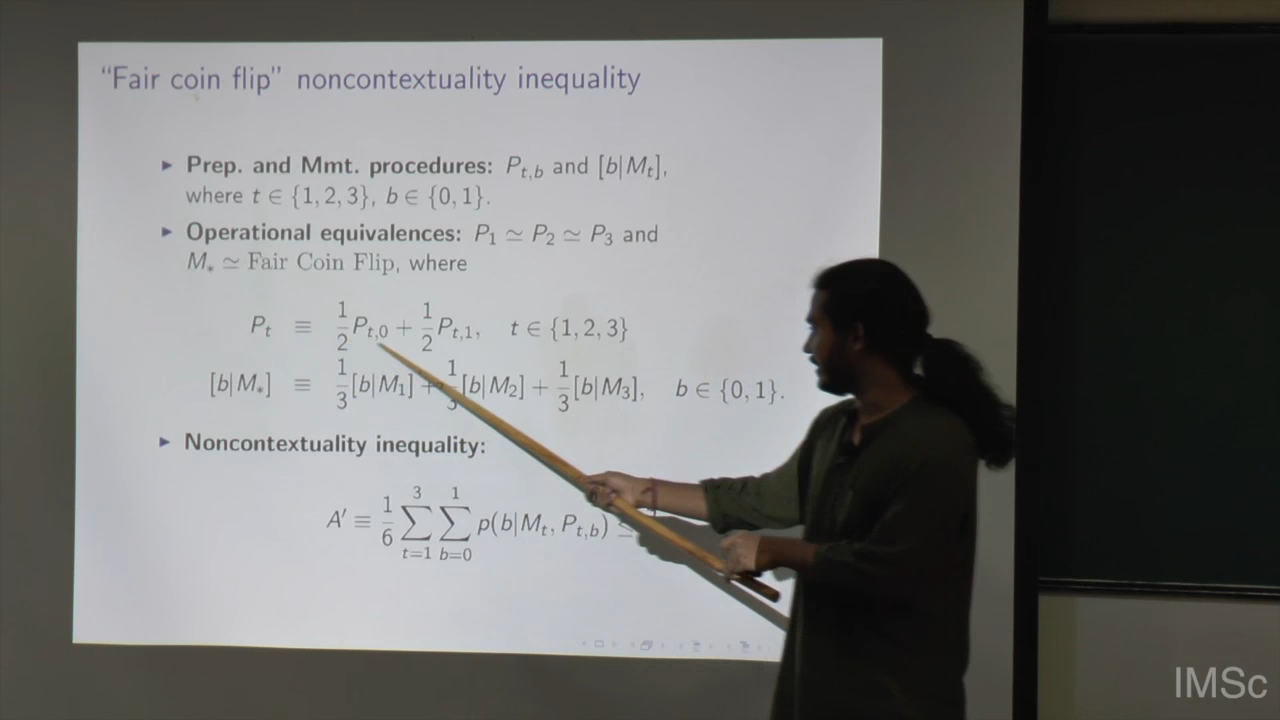 “Fair coin flip” noncontextuality inequality
▶ Prep. and Mmt. procedures: P_{t,b} and [b|M_t],
where t ∈ {1, 2, 3}, b ∈ {0, 1}.
▶ Operational equivalences: P_1 ≃ P_2 ≃ P_3 and
M_* ≃ Fair Coin Flip, where
P_t ≡ 1/2 P_{t,0} + 1/2 P_{t,1}, t ∈ {1, 2, 3}
[b|M_*] ≡ 1/3 [b|M_1] + 1/3 [b|M_2] + 1/3 [b|M_3], b ∈ {0, 1}.
▶ Noncontextuality inequality:
A′ ≡ 1/6 ∑_{t=1}^{3} ∑_{b=0}^{1} p(b|M_t, P_{t,b}) ≤
IMSc